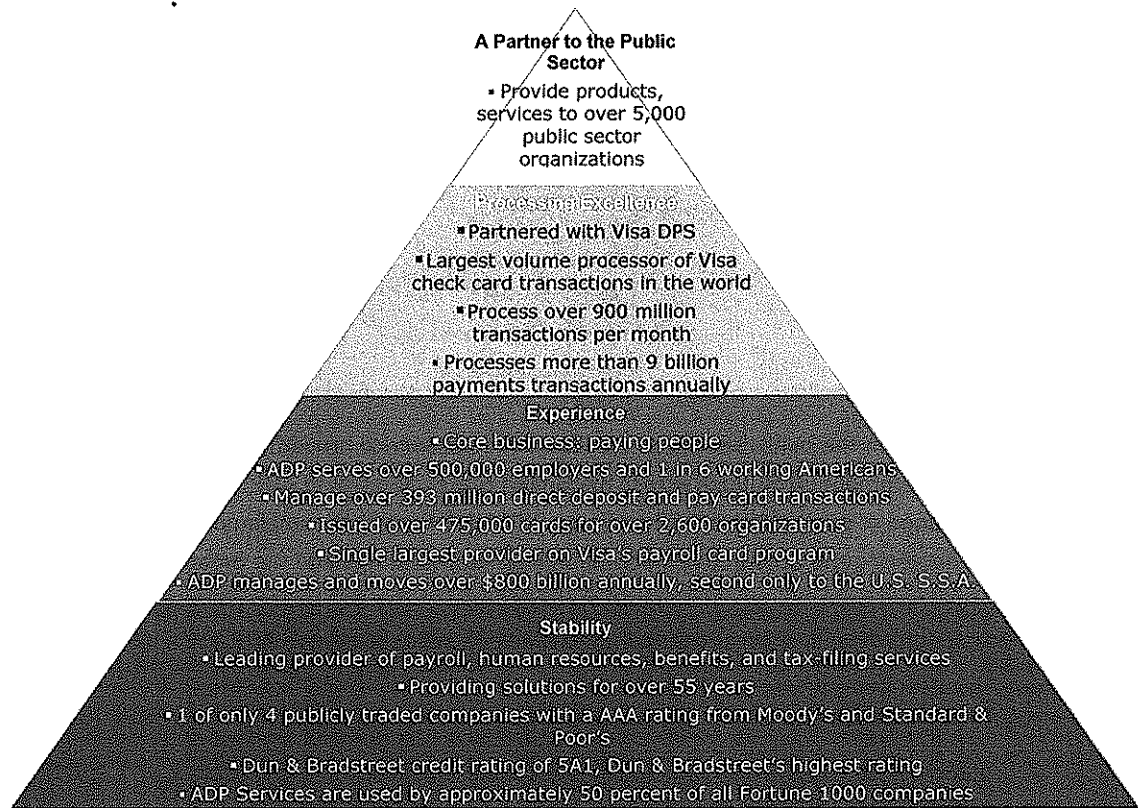 A Partner to the Public
Sector
▪ Provide products,
services to over 5,000
public sector
organizations
Processing Excellence
▪Partnered with Visa DPS
▪Largest volume processor of Visa
check card transactions in the world
▪Process over 900 million
transactions per month
▪Processes more than 9 billion
payments transactions annually
Experience
▪Core business: paying people
▪ADP serves over 500,000 employers and 1 in 6 working Americans
▪Manage over 393 million direct deposit and pay card transactions
▪Issued over 475,000 cards for over 2,600 organizations
▪Single largest provider on Visa's payroll card program
▪ADP manages and moves over $800 billion annually, second only to the U.S. S.S.A.
Stability
▪Leading provider of payroll, human resources, benefits, and tax-filing services
▪Providing solutions for over 55 years
▪1 of only 4 publicly traded companies with a AAA rating from Moody's and Standard &
Poor's
▪Dun & Bradstreet credit rating of 5A1, Dun & Bradstreet's highest rating
▪ADP Services are used by approximately 50 percent of all Fortune 1000 companies